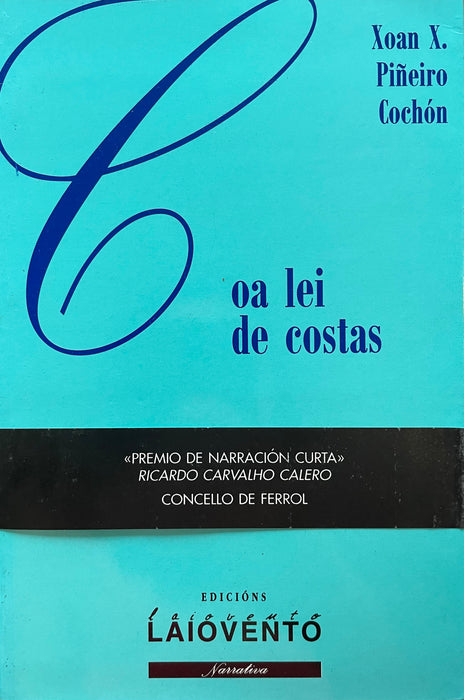 Xoan X.
Piñeiro
Cochón
Coa lei
de costas
«PREMIO DE NARRACIÓN CURTA»
RICARDO CARVALHO CALERO
CONCELLO DE FERROL
EDICIÓNS
laiovento
LAIOVENTO
Narrativa